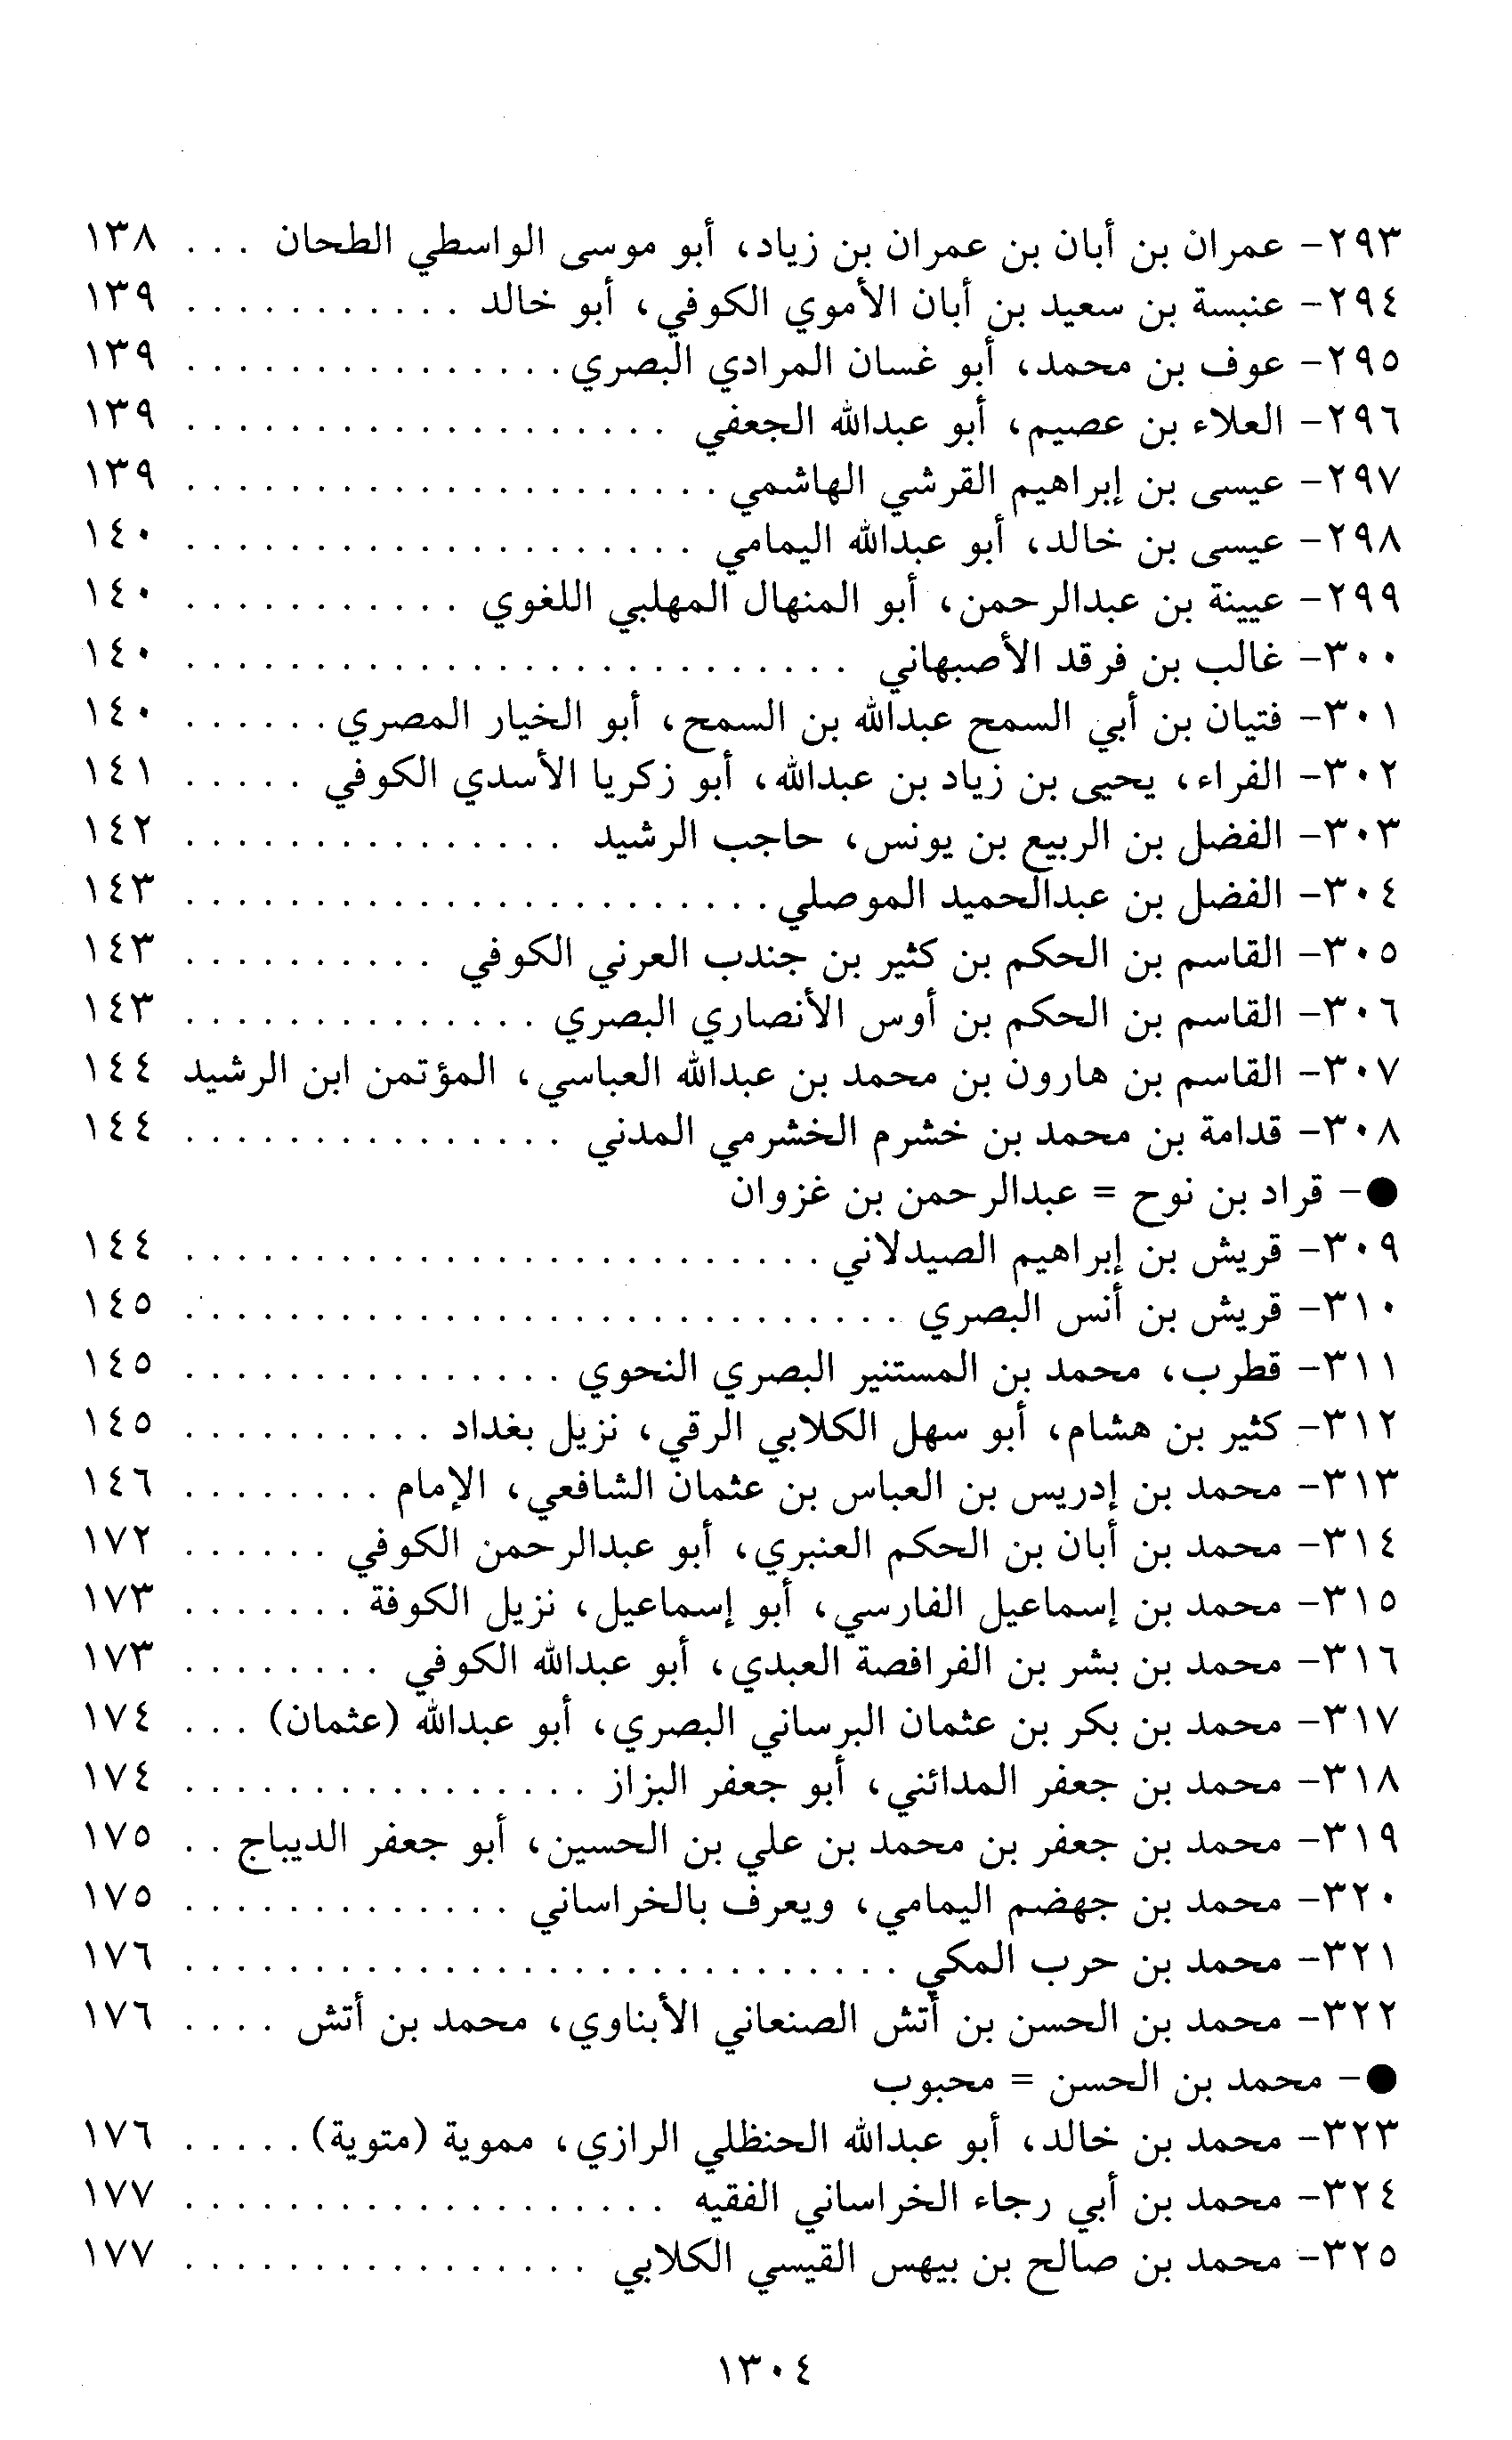 ٢٩٣- عمران بن أبان بن عمران بن زياد، أبو موسى الواسطي الطحان . . . ١٣٨
٢٩٤- عنبسة بن سعيد بن أبان الأموي الكوفي، أبو خالد . . . . . . . . . . . ١٣٩
٢٩٥- عوف بن محمد، أبو غسان المرادي البصري . . . . . . . . . . . . . . . ١٣٩
٢٩٦- العلاء بن عصيم، أبو عبدالله الجعفي . . . . . . . . . . . . . . . . . . . ١٣٩
٢٩٧- عيسى بن إبراهيم القرشي الهاشمي . . . . . . . . . . . . . . . . . . . . . ١٣٩
٢٩٨- عيسى بن خالد، أبو عبدالله اليمامي . . . . . . . . . . . . . . . . . . . . ١٤٠
٢٩٩- عيينة بن عبدالرحمن، أبو المنهال المهلبي اللغوي . . . . . . . . . . . ١٤٠
٣٠٠- غالب بن فرقد الأصبهاني . . . . . . . . . . . . . . . . . . . . . . . . . . ١٤٠
٣٠١- فتيان بن أبي السمح عبدالله بن السمح، أبو الخيار المصري . . . . . . ١٤٠
٣٠٢- الفراء، يحيى بن زياد بن عبدالله، أبو زكريا الأسدي الكوفي . . . . . ١٤١
٣٠٣- الفضل بن الربيع بن يونس، حاجب الرشيد . . . . . . . . . . . . . . . ١٤٢
٣٠٤- الفضل بن عبدالحميد الموصلي . . . . . . . . . . . . . . . . . . . . . . . ١٤٣
٣٠٥- القاسم بن الحكم بن كثير بن جندب العرني الكوفي . . . . . . . . . . ١٤٣
٣٠٦- القاسم بن الحكم بن أوس الأنصاري البصري . . . . . . . . . . . . . . ١٤٣
٣٠٧- القاسم بن هارون بن محمد بن عبدالله العباسي، المؤتمن ابن الرشيد ١٤٤
٣٠٨- قدامة بن محمد بن خشرم الخشرمي المدني . . . . . . . . . . . . . . . ١٤٤
●- قراد بن نوح = عبدالرحمن بن غزوان
٣٠٩- قريش بن إبراهيم الصيدلاني . . . . . . . . . . . . . . . . . . . . . . . . . ١٤٤
٣١٠- قريش بن أنس البصري . . . . . . . . . . . . . . . . . . . . . . . . . . . . ١٤٥
٣١١- قطرب، محمد بن المستنير البصري النحوي . . . . . . . . . . . . . . . ١٤٥
٣١٢- كثير بن هشام، أبو سهل الكلابي الرقي، نزيل بغداد . . . . . . . . . . ١٤٥
٣١٣- محمد بن إدريس بن العباس بن عثمان الشافعي، الإمام . . . . . . . . ١٤٦
٣١٤- محمد بن أبان بن الحكم العنبري، أبو عبدالرحمن الكوفي . . . . . . ١٧٢
٣١٥- محمد بن إسماعيل الفارسي، أبو إسماعيل، نزيل الكوفة . . . . . . . ١٧٣
٣١٦- محمد بن بشر بن الفرافصة العبدي، أبو عبدالله الكوفي . . . . . . . . ١٧٣
٣١٧- محمد بن بكر بن عثمان البرساني البصري، أبو عبدالله (عثمان) . . . ١٧٤
٣١٨- محمد بن جعفر المدائني، أبو جعفر البزاز . . . . . . . . . . . . . . . . ١٧٤
٣١٩- محمد بن جعفر بن محمد بن علي بن الحسين، أبو جعفر الديباج . . ١٧٥
٣٢٠- محمد بن جهضم اليمامي، ويعرف بالخراساني . . . . . . . . . . . . . ١٧٥
٣٢١- محمد بن حرب المكي . . . . . . . . . . . . . . . . . . . . . . . . . . . . ١٧٦
٣٢٢- محمد بن الحسن بن أتش الصنعاني الأبناوي، محمد بن أتش . . . . ١٧٦
●- محمد بن الحسن = محبوب
٣٢٣- محمد بن خالد، أبو عبدالله الحنظلي الرازي، مموية (متوية) . . . . . ١٧٦
٣٢٤- محمد بن أبي رجاء الخراساني الفقيه . . . . . . . . . . . . . . . . . . . ١٧٧
٣٢٥- محمد بن صالح بن بيهس القيسي الكلابي . . . . . . . . . . . . . . . . ١٧٧
١٣٠٤